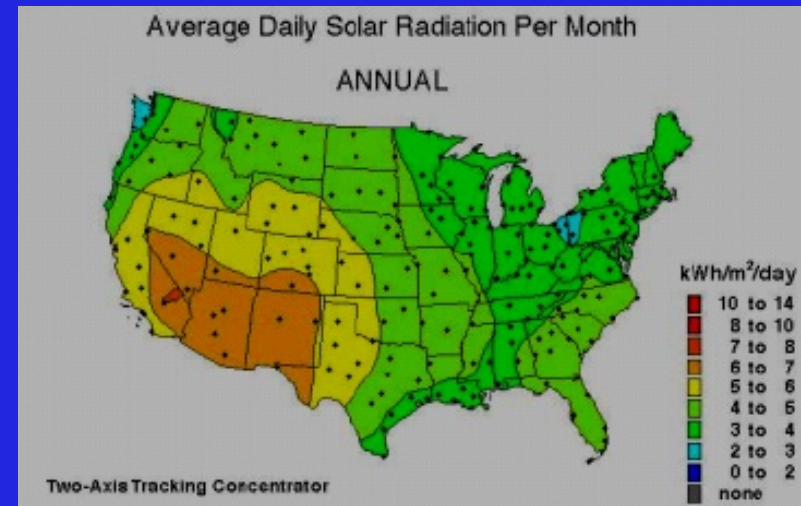 Average Daily Solar Radiation Per Month
ANNUAL
kWh/m²/day
10 to 14
8 to 10
7 to 8
6 to 7
5 to 6
4 to 5
3 to 4
2 to 3
0 to 2
none
Two-Axis Tracking Concentrator